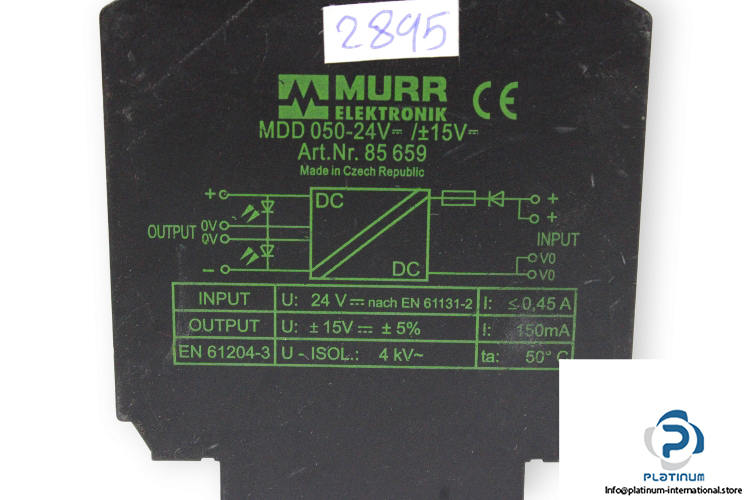 2895
MURR
ELEKTRONIK
CE
MDD 050-24V⎓ /±15V⎓
Art.Nr. 85 659
Made in Czech Republic
+ DC +
+
OUTPUT 0V
0V
INPUT
V0
− DC V0
INPUT U: 24 V⎓ nach EN 61131-2 I: ≤0,45 A
OUTPUT U: ± 15V⎓ ± 5% I: 150mA
EN 61204-3 U - ISOL.: 4 kV~ ta: 50° C
PLATINUM
INTERNATIONAL
Info@platinum-international.store